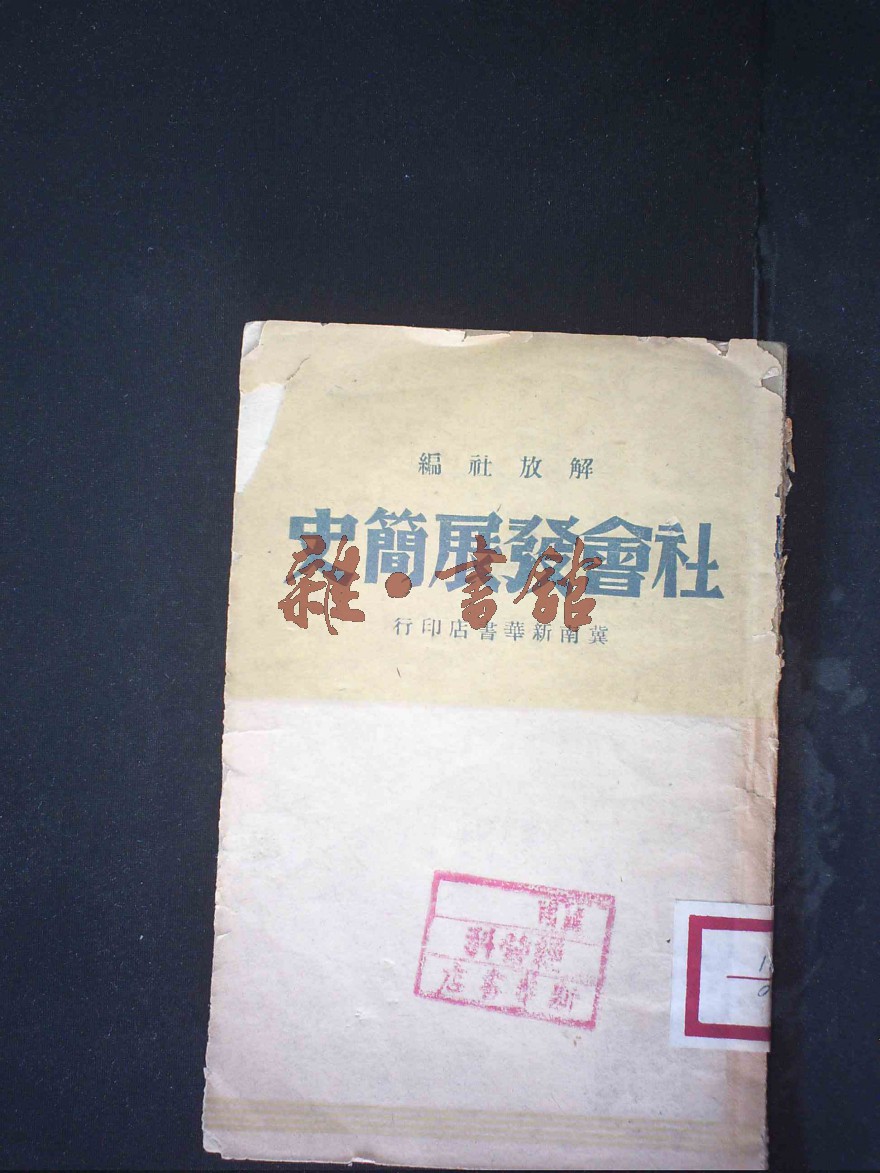 解放社編
社會發展簡史
雜·書館
冀南新華書店印行
新華書店